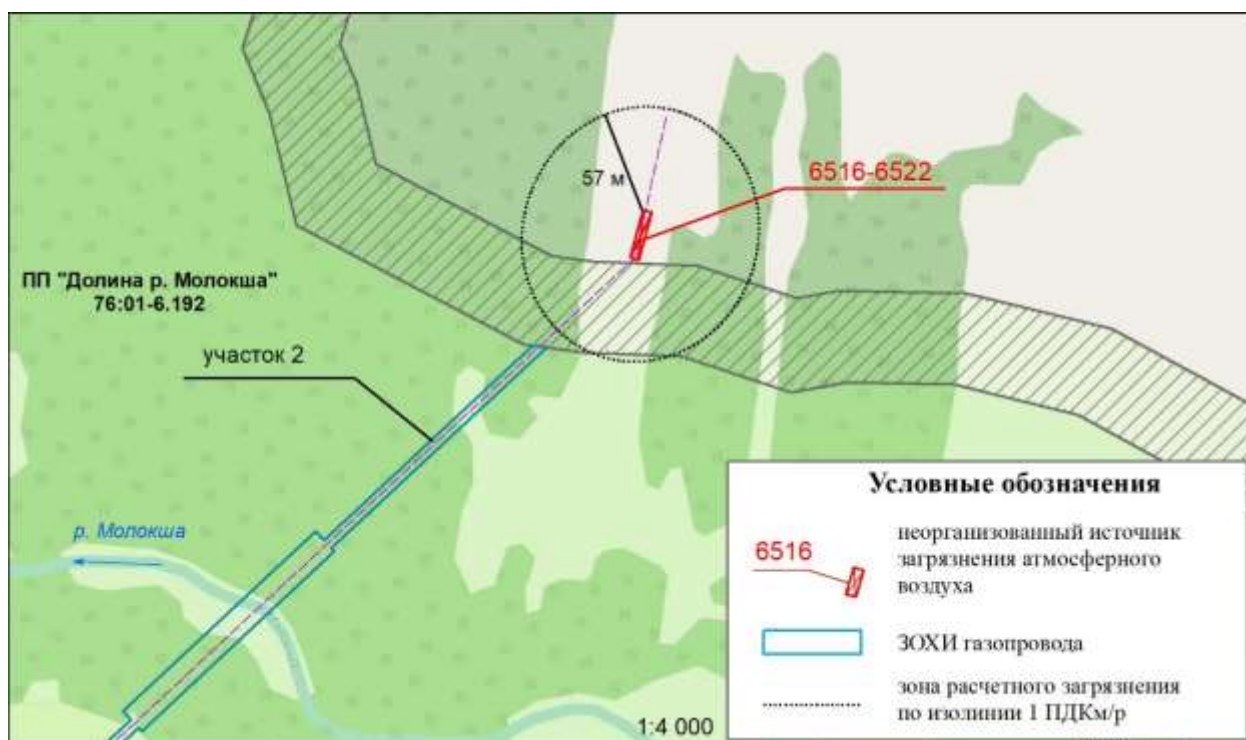 57 м
6516-6522
ПП "Долина р. Молокша"
76:01-6.192
участок 2
р. Молокша
1:4 000
Условные обозначения
6516
неорганизованный источник
загрязнения атмосферного
воздуха
ЗОХИ газопровода
зона расчетного загрязнения
по изолинии 1 ПДКм/р